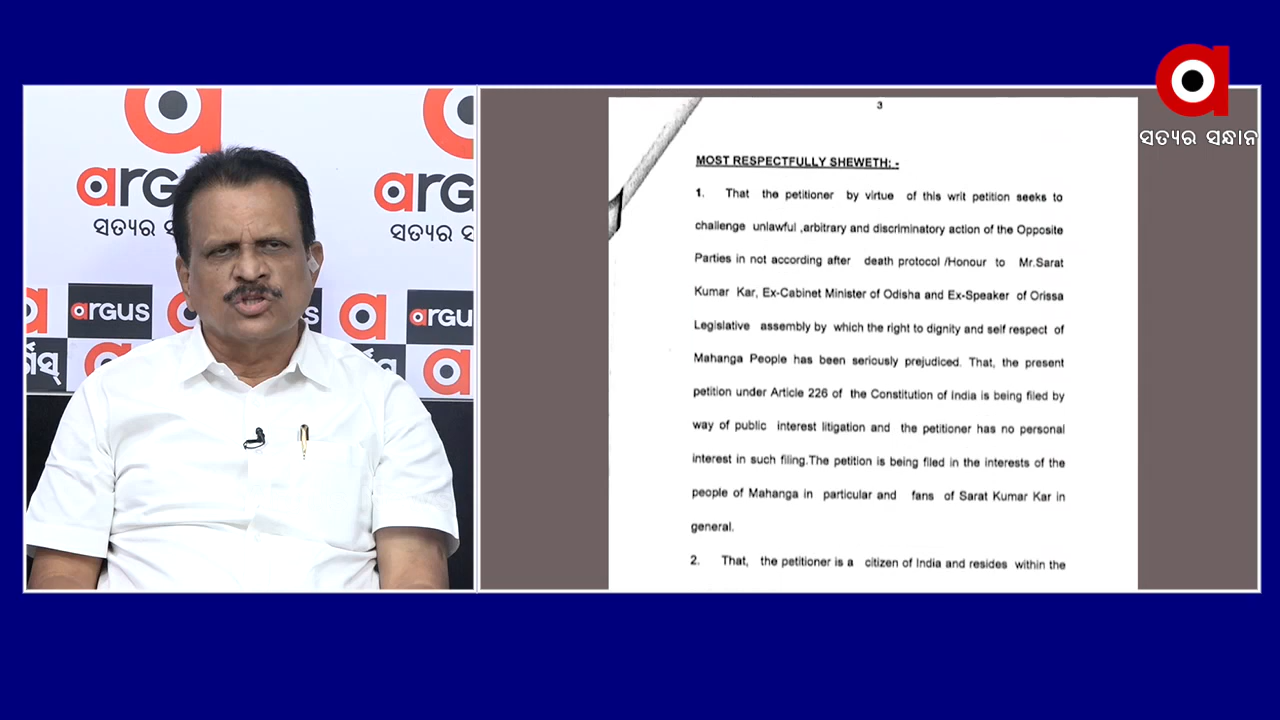 argus
ସତ୍ୟର
argus
ସତ୍ୟର ସ
argus
argus
3
MOST RESPECTFULLY SHEWETH: -
1. That the petitioner by virtue of this writ petition seeks to
challenge unlawful ,arbitrary and discriminatory action of the Opposite
Parties in not according after death protocol /Honour to Mr.Sarat
Kumar Kar, Ex-Cabinet Minister of Odisha and Ex-Speaker of Orissa
Legislative assembly by which the right to dignity and self respect of
Mahanga People has been seriously prejudiced. That, the present
petition under Article 226 of the Constitution of India is being filed by
way of public interest litigation and the petitioner has no personal
interest in such filing.The petition is being filed in the interests of the
people of Mahanga in particular and fans of Sarat Kumar Kar in
general.
2. That, the petitioner is a citizen of India and resides within the
ସତ୍ୟର ସନ୍ଧାନ